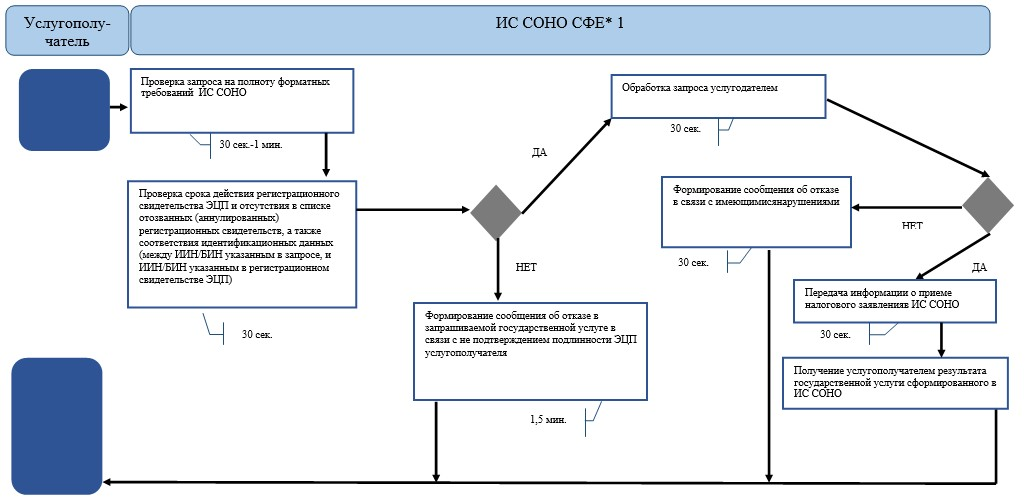 Услугополу-
чатель
ИС СОНО СФЕ* 1
Проверка запроса на полноту форматных
требований ИС СОНО
30 сек.-1 мин.
Проверка срока действия регистрационного
свидетельства ЭЦП и отсутствия в списке
отозванных (аннулированных)
регистрационных свидетельств, а также
соответствия идентификационных данных
(между ИИН/БИН указанным в запросе, и
ИИН/БИН указанным в регистрационном
свидетельстве ЭЦП)
30 сек.
ДА
НЕТ
Формирование сообщения об отказе в
запрашиваемой государственной услуге в
связи с не подтверждением подлинности ЭЦП
услугополучателя
1,5 мин.
Обработка запроса услугодателем
30 сек.
Формирование сообщения об отказе
в связи с имеющимисянарушениями
30 сек.
НЕТ
ДА
Передача информации о приеме
налогового заявленияв ИС СОНО
30 сек.
Получение услугополучателем результата
государственной услуги сформированного в
ИС СОНО